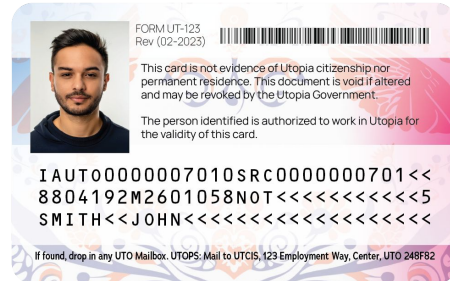 FORM UT-123
Rev (02-2023)
This card is not evidence of Utopia citizenship nor
permanent residence. This document is void if altered
and may be revoked by the Utopia Government.
The person identified is authorized to work in Utopia for
the validity of this card.
IAUTO0000007010SRC0000000701<<
8804192M2601058NOT<<<<<<<<<<<5
SMITH<<JOHN<<<<<<<<<<<<<<<<<<<
If found, drop in any UTO Mailbox. UTOPS: Mail to UTCIS, 123 Employment Way, Center, UTO 248F82